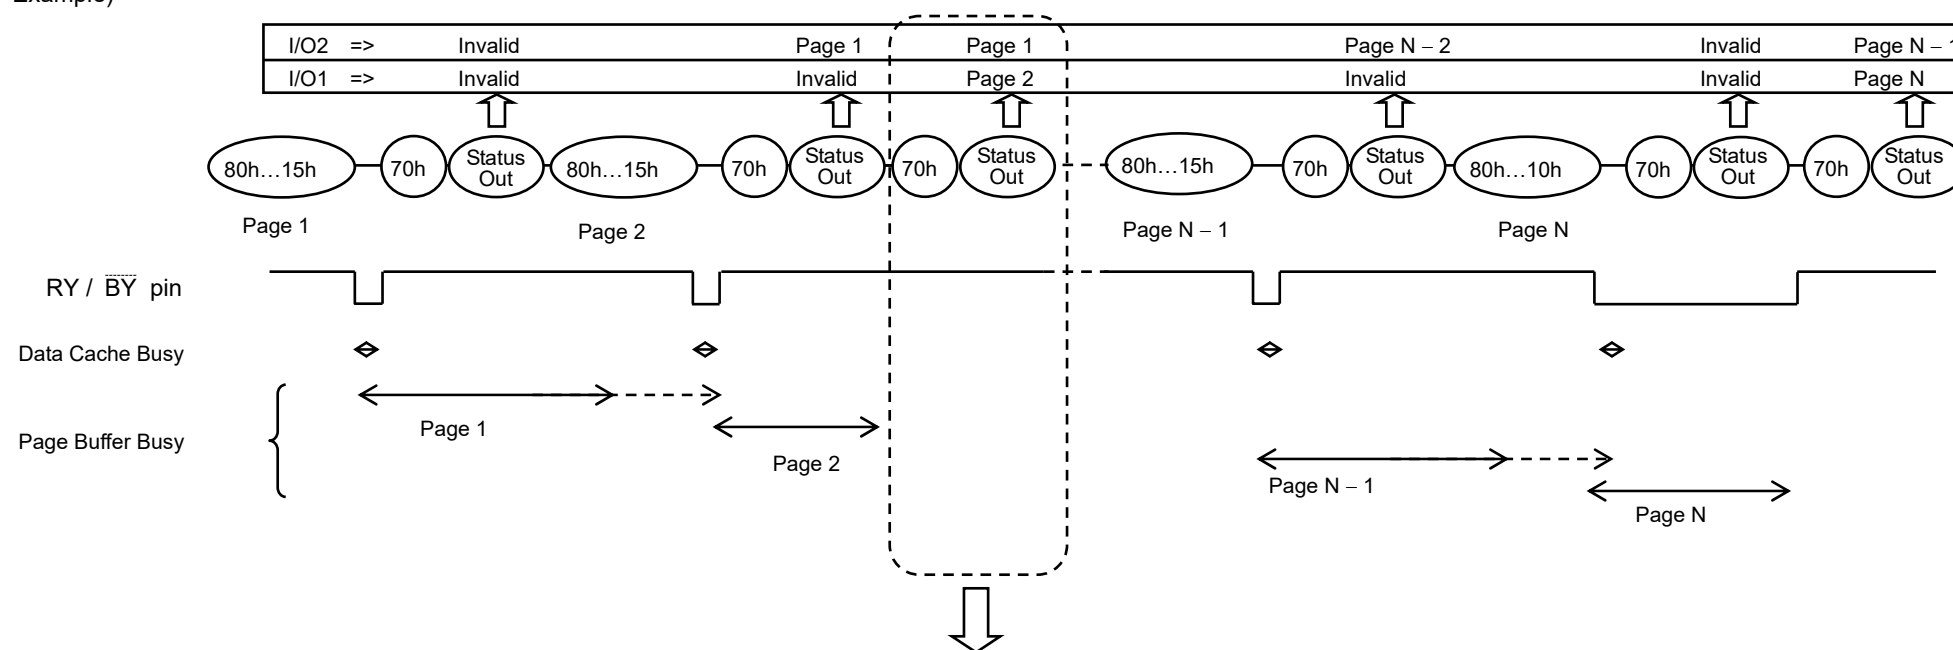 Example)
I/O2 => Invalid Page 1 Page 1 Page N – 2 Invalid Page N – 1
I/O1 => Invalid Invalid Page 2 Invalid Invalid Page N
80h…15h 70h Status Out 80h…15h 70h Status Out 70h Status Out 80h…15h 70h Status Out 80h…10h 70h Status Out 70h Status Out
Page 1 Page 2 Page N – 1 Page N
RY / BY pin
Data Cache Busy
Page 1
Page Buffer Busy
Page 2
Page N – 1
Page N